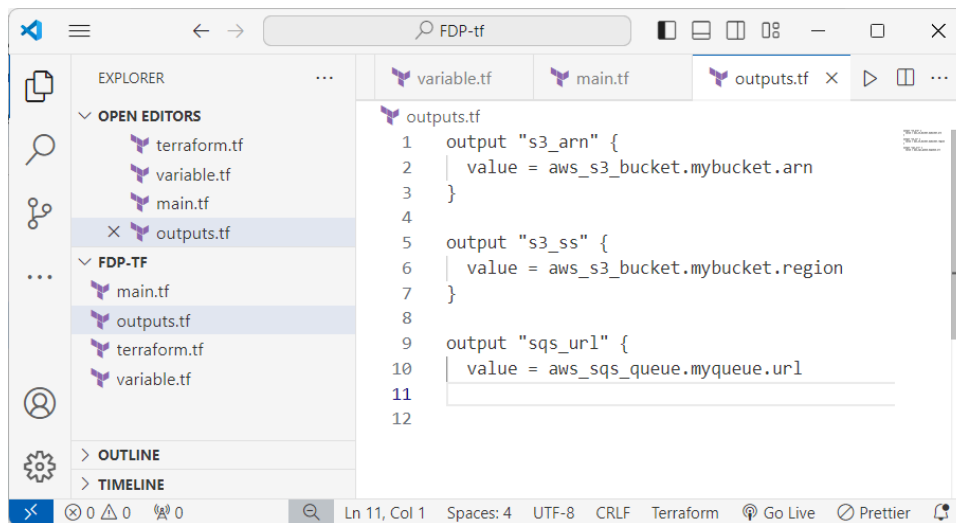 FDP-tf
EXPLORER
OPEN EDITORS
terraform.tf
variable.tf
main.tf
outputs.tf
FDP-TF
main.tf
outputs.tf
terraform.tf
variable.tf
OUTLINE
TIMELINE
variable.tf
main.tf
outputs.tf
outputs.tf
1 output "s3_arn" {
2 value = aws_s3_bucket.mybucket.arn
3 }
4
5 output "s3_ss" {
6 value = aws_s3_bucket.mybucket.region
7 }
8
9 output "sqs_url" {
10 value = aws_sqs_queue.myqueue.url
11
12
0 0 0 Ln 11, Col 1 Spaces: 4 UTF-8 CRLF Terraform Go Live Prettier